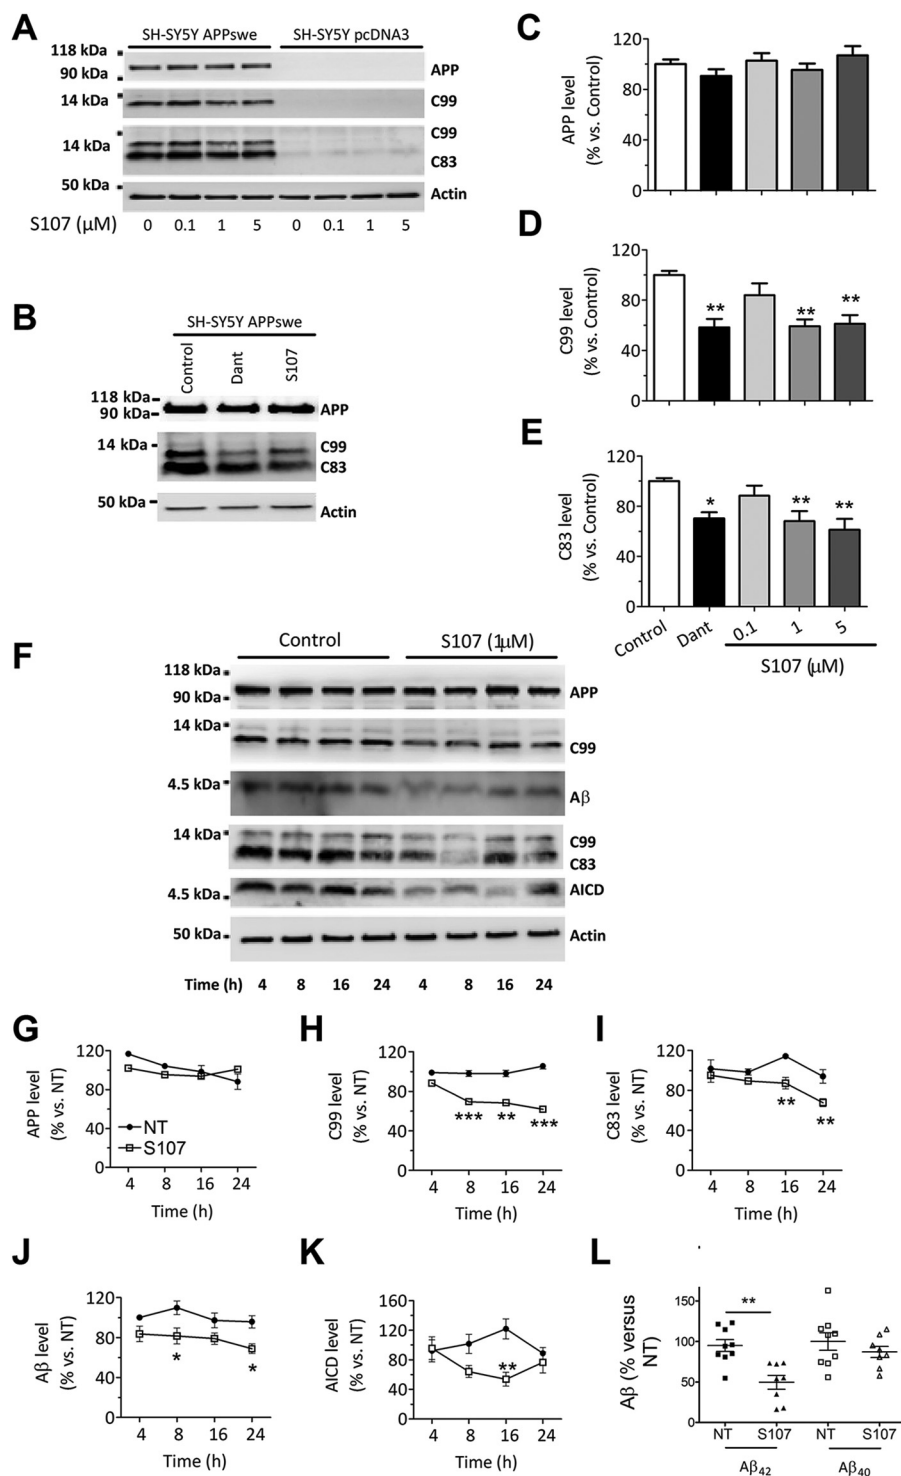 A
SH-SY5Y APPswe SH-SY5Y pcDNA3
118 kDa
90 kDa
APP
14 kDa
C99
C99
14 kDa
C83
50 kDa
Actin
S107 (μM) 0 0.1 1 5 0 0.1 1 5
B
SH-SY5Y APPswe
Control Dant S107
118 kDa
90 kDa
APP
14 kDa
C99
C83
50 kDa
Actin
C
APP level
(% vs. Control)
120
80
40
0
D
C99 level
(% vs. Control)
120
80
40
0
** ** **
E
C83 level
(% vs. Control)
120
80
40
0
* ** **
Control Dant 0.1 1 5
S107 (μM)
F
Control S107 (1μM)
118 kDa
90 kDa
APP
14 kDa
C99
4.5 kDa
Aβ
14 kDa
C99
C83
4.5 kDa
AICD
50 kDa
Actin
Time (h) 4 8 16 24 4 8 16 24
G
APP level
(% vs. NT)
120
80
40
0
NT
S107
4 8 16 24
Time (h)
H
C99 level
(% vs. NT)
120
80
40
0
*** ** ***
4 8 16 24
Time (h)
I
C83 level
(% vs. NT)
120
80
40
0
** **
4 8 16 24
Time (h)
J
Aβ level
(% vs. NT)
120
80
40
0
* *
4 8 16 24
Time (h)
K
AICD level
(% vs. NT)
160
120
80
40
0
**
4 8 16 24
Time (h)
L
Aβ (% versus
NT)
150
100
50
0
**
NT S107 NT S107
Aβ42 Aβ40